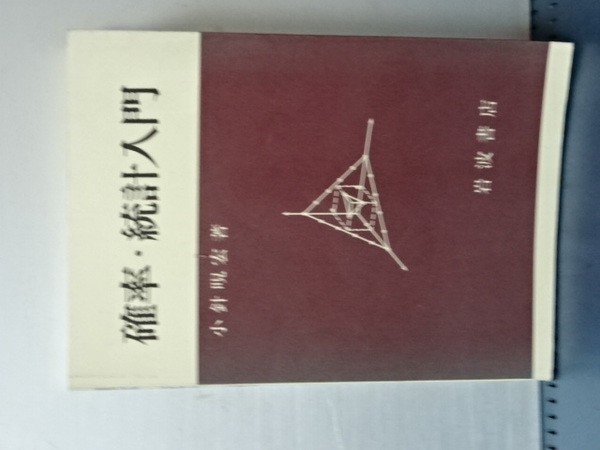 確率・統計入門
小針晛宏著
岩波書店